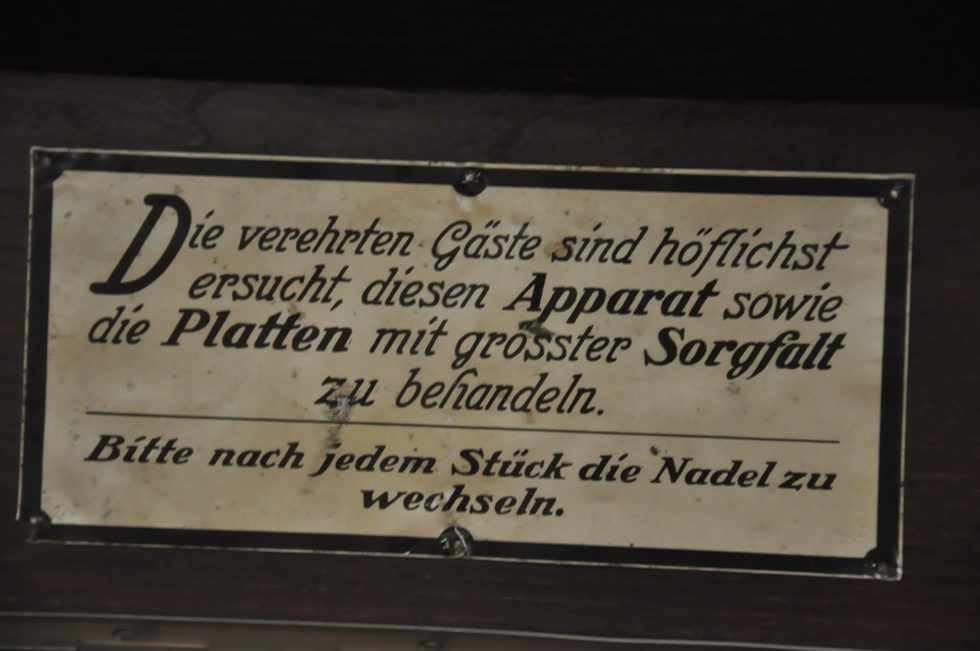 Die verehrten Gäste sind höflichst
ersucht, diesen Apparat sowie
die Platten mit grösster Sorgfalt
zu behandeln.
Bitte nach jedem Stück die Nadel zu
wechseln.